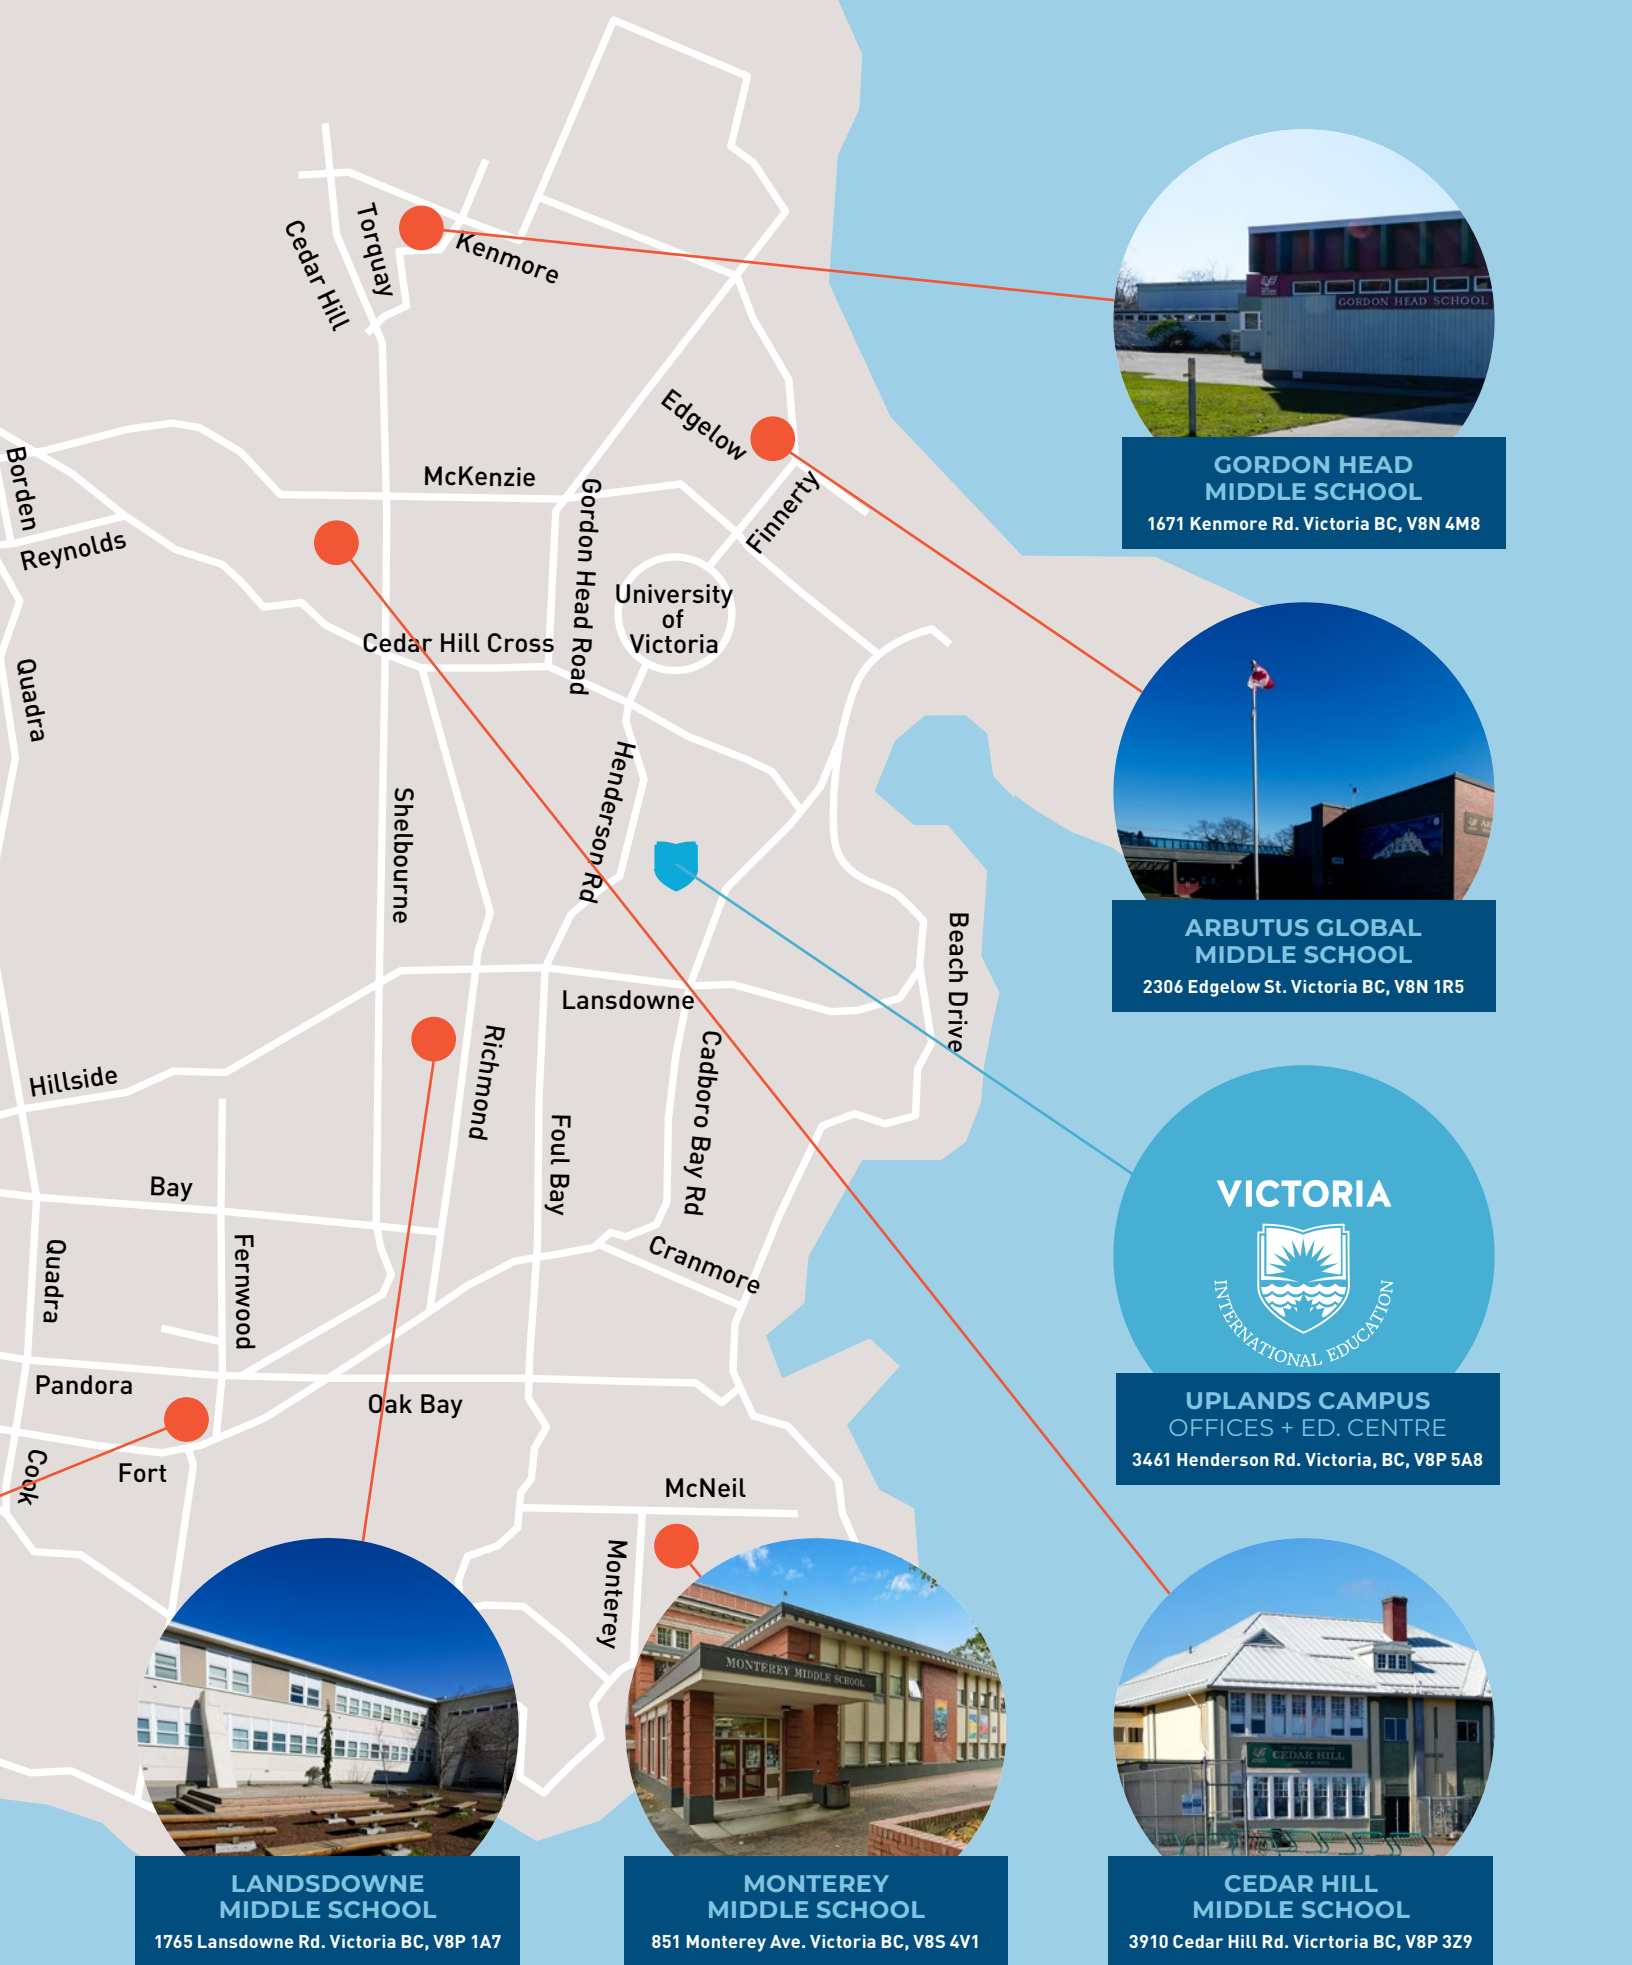 Cedar Hill
Torquay
Kenmore
GORDON HEAD SCHOOL
Edgelow
Borden
McKenzie
Gordon Head Road
Finnerty
GORDON HEAD
MIDDLE SCHOOL
1671 Kenmore Rd. Victoria BC, V8N 4M8
Reynolds
University
of
Victoria
Cedar Hill Cross
Quadra
Henderson Rd
Shelbourne
Beach Drive
ARBUTUS GLOBAL
MIDDLE SCHOOL
2306 Edgelow St. Victoria BC, V8N 1R5
Lansdowne
Richmond
Cadboro Bay Rd
Hillside
Foul Bay
Bay
VICTORIA
INTERNATIONAL EDUCATION
Quadra
Fernwood
Cranmore
Pandora
Oak Bay
UPLANDS CAMPUS
OFFICES + ED. CENTRE
3461 Henderson Rd. Victoria, BC, V8P 5A8
Cook
Fort
McNeil
Monterey
MONTEREY MIDDLE SCHOOL
CEDAR HILL
LANDSDOWNE
MIDDLE SCHOOL
1765 Lansdowne Rd. Victoria BC, V8P 1A7
MONTEREY
MIDDLE SCHOOL
851 Monterey Ave. Victoria BC, V8S 4V1
CEDAR HILL
MIDDLE SCHOOL
3910 Cedar Hill Rd. Vicrtoria BC, V8P 3Z9